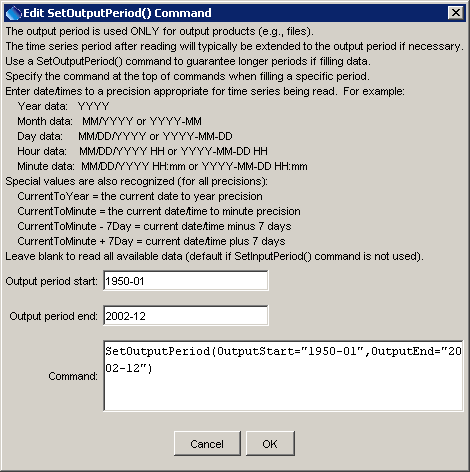 Edit SetOutputPeriod() Command
The output period is used ONLY for output products (e.g., files).
The time series period after reading will typically be extended to the output period if necessary.
Use a SetOutputPeriod() command to guarantee longer periods if filling data.
Specify the command at the top of commands when filling a specific period.
Enter date/times to a precision appropriate for time series being read. For example:
Year data: YYYY
Month data: MM/YYYY or YYYY-MM
Day data: MM/DD/YYYY or YYYY-MM-DD
Hour data: MM/DD/YYYY HH or YYYY-MM-DD HH
Minute data: MM/DD/YYYY HH:mm or YYYY-MM-DD HH:mm
Special values are also recognized (for all precisions):
CurrentToYear = the current date to year precision
CurrentToMinute = the current date/time to minute precision
CurrentToMinute - 7Day = current date/time minus 7 days
CurrentToMinute + 7Day = current date/time plus 7 days
Leave blank to read all available data (default if SetInputPeriod() command is not used).
Output period start: 1950-01
Output period end: 2002-12
SetOutputPeriod(OutputStart="1950-01",OutputEnd="20
02-12")
Command:
Cancel OK